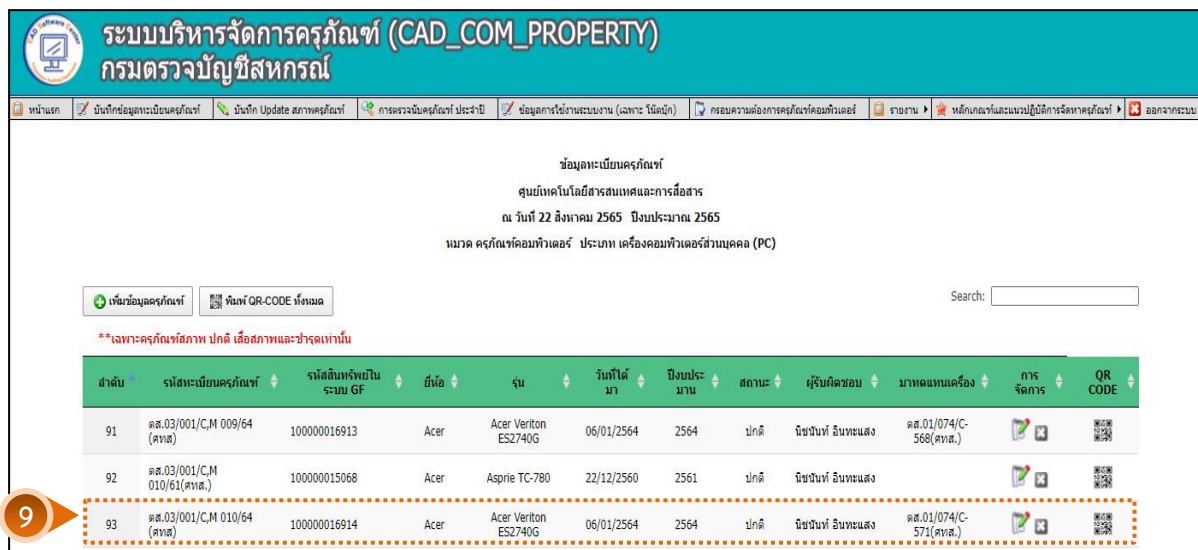 CAD Software Center
ระบบบริหารจัดการครุภัณฑ์ (CAD_COM_PROPERTY)
กรมตรวจบัญชีสหกรณ์
หน้าแรก บันทึกข้อมูลทะเบียนครุภัณฑ์ บันทึก Update สภาพครุภัณฑ์ การตรวจนับครุภัณฑ์ ประจำปี ข้อมูลการใช้งานระบบงาน (เฉพาะ โน๊ตบุ๊ก) กรอบความต้องการครุภัณฑ์คอมพิวเตอร์ รายงาน หลักเกณฑ์และแนวปฏิบัติการจัดหาครุภัณฑ์ ออกจากระบบ
ข้อมูลทะเบียนครุภัณฑ์
ศูนย์เทคโนโลยีสารสนเทศและการสื่อสาร
ณ วันที่ 22 สิงหาคม 2565 ปีงบประมาณ 2565
หมวด ครุภัณฑ์คอมพิวเตอร์ ประเภท เครื่องคอมพิวเตอร์ส่วนบุคคล (PC)
เพิ่มข้อมูลครุภัณฑ์ พิมพ์ QR-CODE ทั้งหมด Search:
**เฉพาะครุภัณฑ์สภาพ ปกติ เสื่อสภาพและชำรุดเท่านั้น
ลำดับ รหัสทะเบียนครุภัณฑ์ รหัสสินทรัพย์ใน ยี่ห้อ รุ่น วันที่ได้ ปีงบประ สถานะ ผู้รับผิดชอบ มาทดแทนเครื่อง การ QR
ระบบ GF มา มาน จัดการ CODE
ตส.03/001/C,M 009/64 Acer Veriton ตส.01/074/C-
91 100000016913 Acer 06/01/2564 2564 ปกติ นิชนันท์ อินทะแสง
(ศทส) ES2740G 568(ศทส.)
ตส.03/001/C,M
92 100000015068 Acer Asprie TC-780 22/12/2560 2561 ปกติ นิชนันท์ อินทะแสง
010/61(ศทส.)
ตส.03/001/C,M 010/64 Acer Veriton ตส.01/074/C-
9 93 100000016914 Acer 06/01/2564 2564 ปกติ นิชนันท์ อินทะแสง
(ศทส) ES2740G 571(ศทส.)